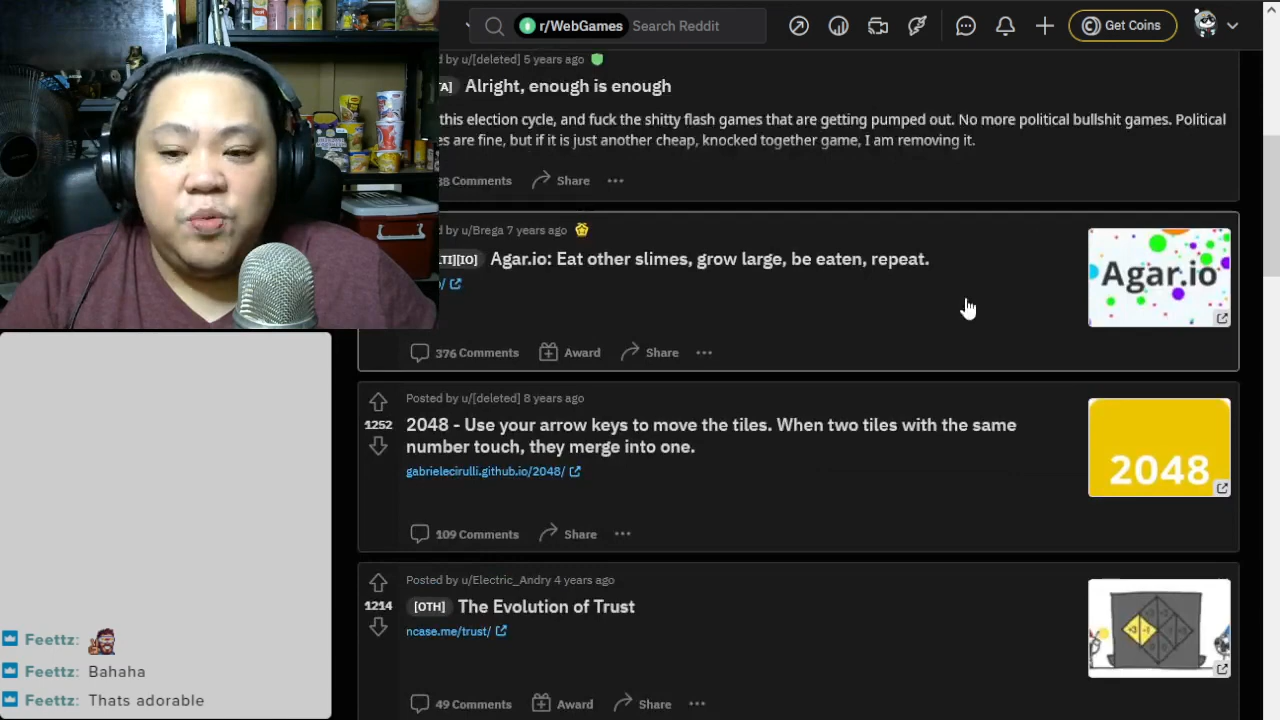 r/WebGames Search Reddit
Get Coins
d by u/[deleted] 5 years ago
A] Alright, enough is enough
this election cycle, and fuck the shitty flash games that are getting pumped out. No more political bullshit games. Political
es are fine, but if it is just another cheap, knocked together game, I am removing it.
8 Comments Share
d by u/Brega 7 years ago
TI][IO] Agar.io: Eat other slimes, grow large, be eaten, repeat.
o/
Agar.io
376 Comments Award Share
Posted by u/[deleted] 8 years ago
1252
2048 - Use your arrow keys to move the tiles. When two tiles with the same
number touch, they merge into one.
gabrielecirulli.github.io/2048/
2048
109 Comments Share
Posted by u/Electric_Andry 4 years ago
1214
[OTH] The Evolution of Trust
ncase.me/trust/
49 Comments Award Share
Feettz:
Feettz: Bahaha
Feettz: Thats adorable